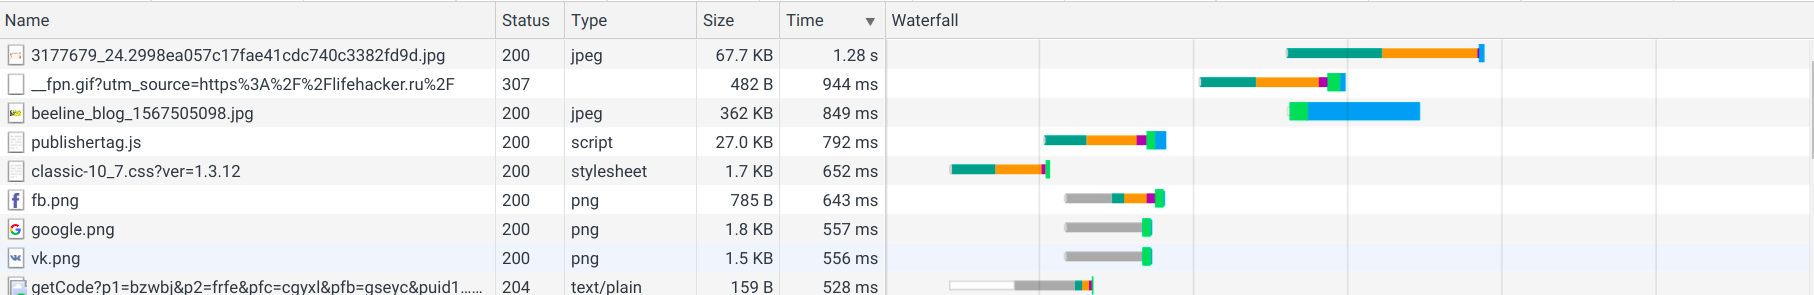 Name Status Type Size Time ▼ Waterfall
3177679_24.2998ea057c17fae41cdc740c3382fd9d.jpg 200 jpeg 67.7 KB 1.28 s
__fpn.gif?utm_source=https%3A%2F%2Flifehacker.ru%2F 307 482 B 944 ms
beeline_blog_1567505098.jpg 200 jpeg 362 KB 849 ms
publishertag.js 200 script 27.0 KB 792 ms
classic-10_7.css?ver=1.3.12 200 stylesheet 1.7 KB 652 ms
fb.png 200 png 785 B 643 ms
google.png 200 png 1.8 KB 557 ms
vk.png 200 png 1.5 KB 556 ms
getCode?p1=bzwbj&p2=frfe&pfc=cgyxl&pfb=gseyc&puid1...... 204 text/plain 159 B 528 ms